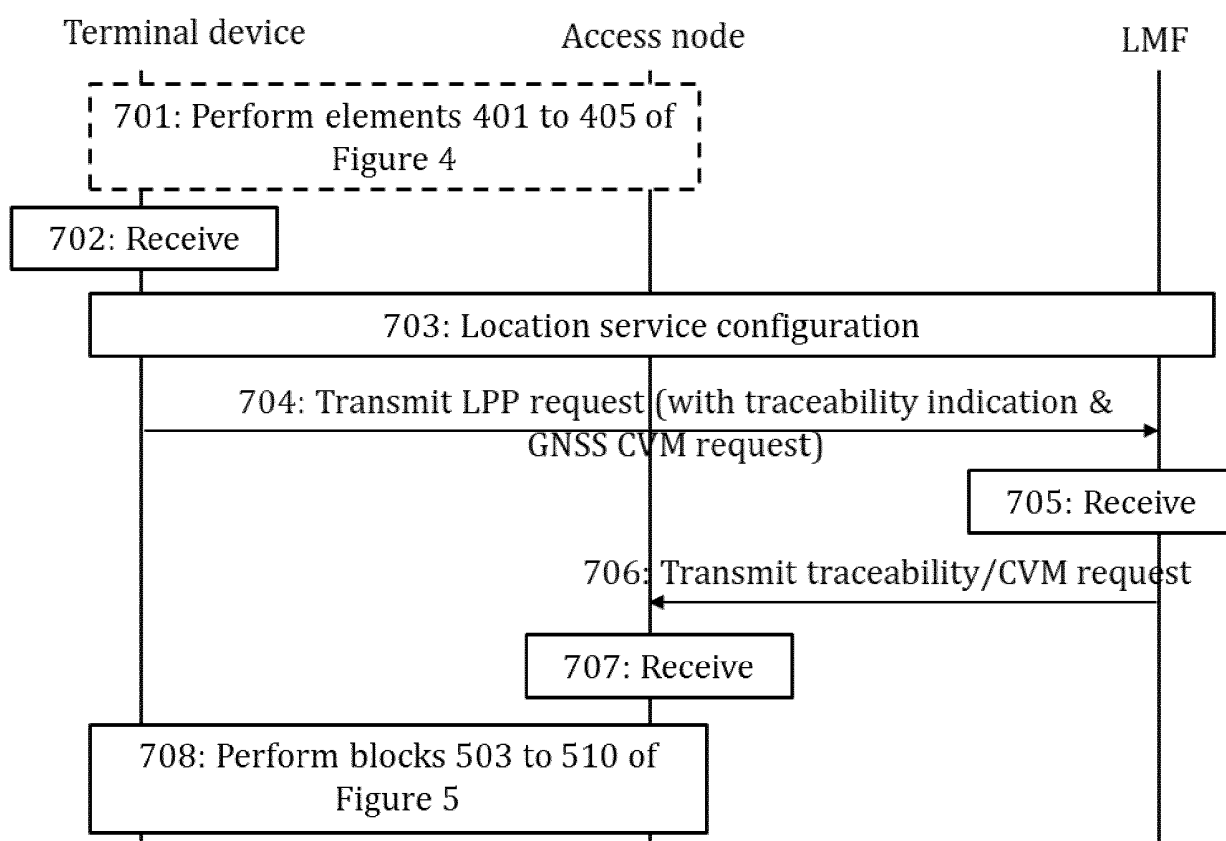 Terminal device
Access node
LMF
701: Perform elements 401 to 405 of
Figure 4
702: Receive
703: Location service configuration
704: Transmit LPP request (with traceability indication &
GNSS CVM request)
705: Receive
706: Transmit traceability/CVM request
707: Receive
708: Perform blocks 503 to 510 of
Figure 5